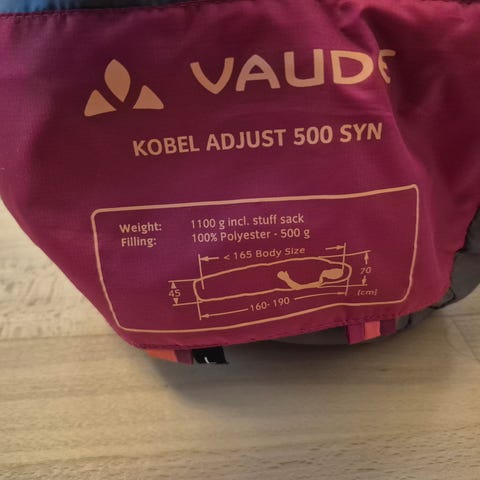 VAUDE
KOBEL ADJUST 500 SYN
Weight: 1100 g incl. stuff sack
Filling: 100% Polyester - 500 g
< 165 Body Size
70
45
160-190
(cm)